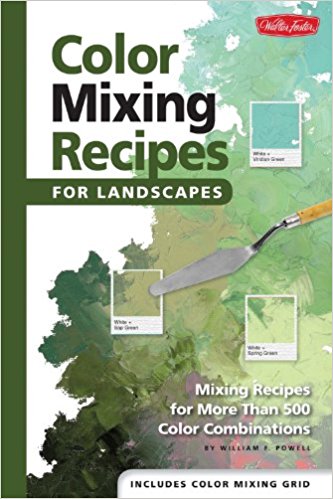 Walter Foster
Color
Mixing
Recipes
FOR LANDSCAPES
White +
Viridian Green
White +
Sap Green
White +
Spring Green
Mixing Recipes
for More Than 500
Color Combinations
BY WILLIAM F. POWELL
INCLUDES COLOR MIXING GRID